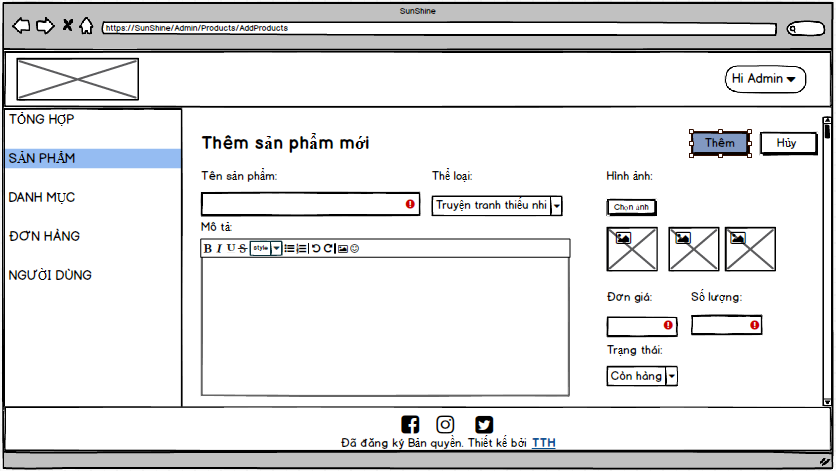 SunShine
https://SunShine/Admin/Products/AddProducts
Hi Admin
TỔNG HỢP
SẢN PHẨM
DANH MỤC
ĐƠN HÀNG
NGƯỜI DÙNG
Thêm sản phẩm mới
Thêm
Hủy
Tên sản phẩm:
Thể loại:
Hình ảnh:
Truyện tranh thiếu nhi
Chọn ảnh
Mô tả:
B I U S style
Đơn giá:
Số lượng:
Trạng thái:
Còn hàng
Đã đăng ký Bản quyền. Thiết kế bởi TTH